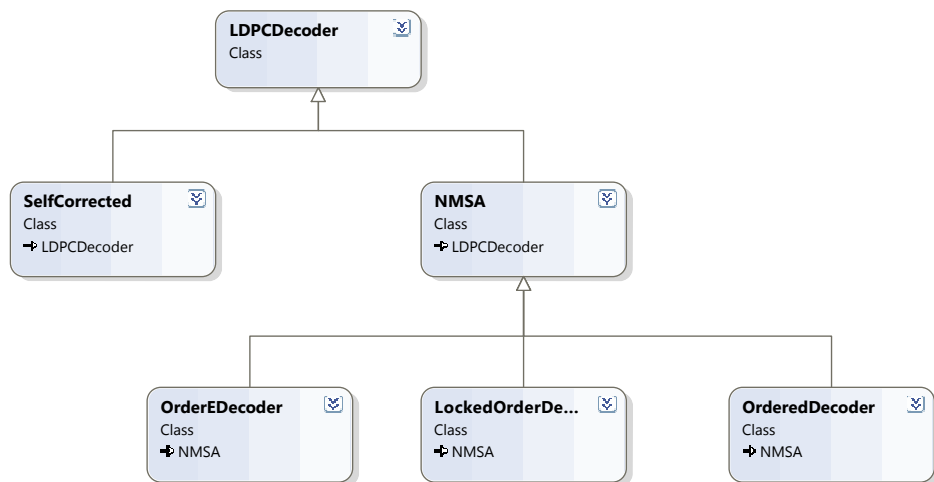 LDPCDecoder
Class
SelfCorrected
Class
LDPCDecoder
NMSA
Class
LDPCDecoder
OrderEDecoder
Class
NMSA
LockedOrderDe...
Class
NMSA
OrderedDecoder
Class
NMSA